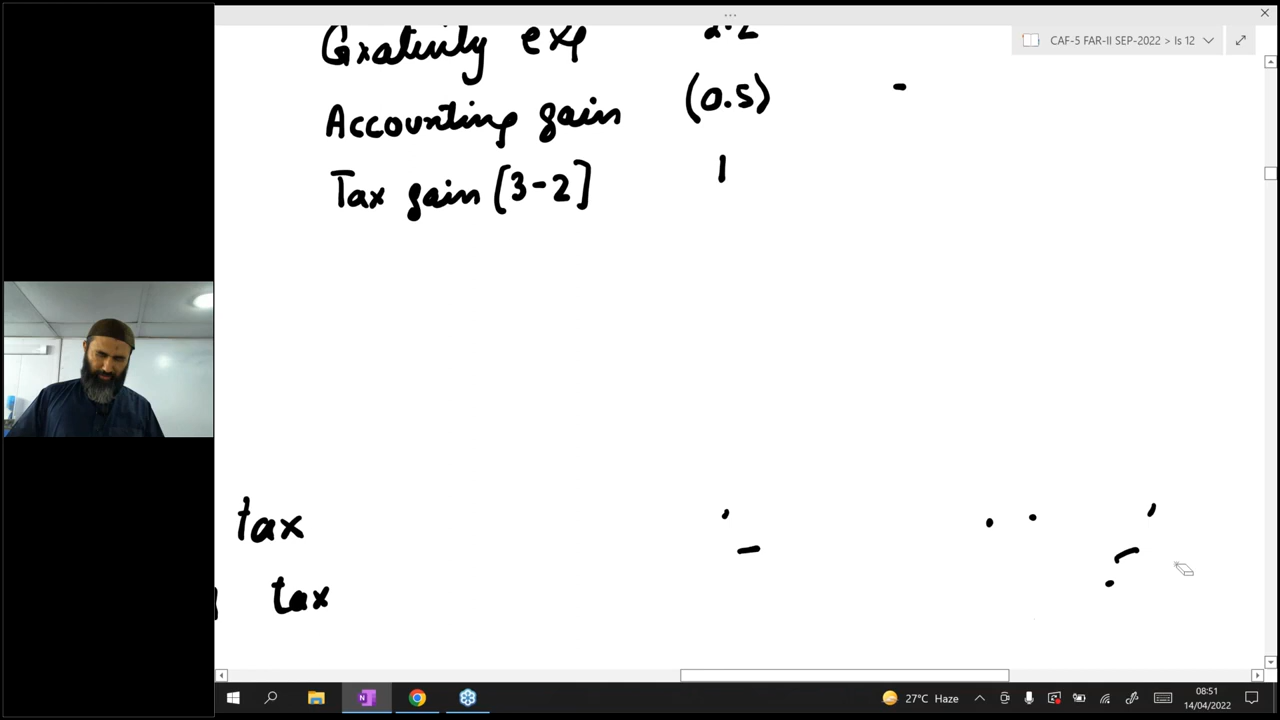 CAF-5 FAR-II SEP-2022 > Is 12
Gratuity exp
Accounting gain (0.5) -
Tax gain [3-2] 1
tax
tax
27°C Haze
08:51
14/04/2022